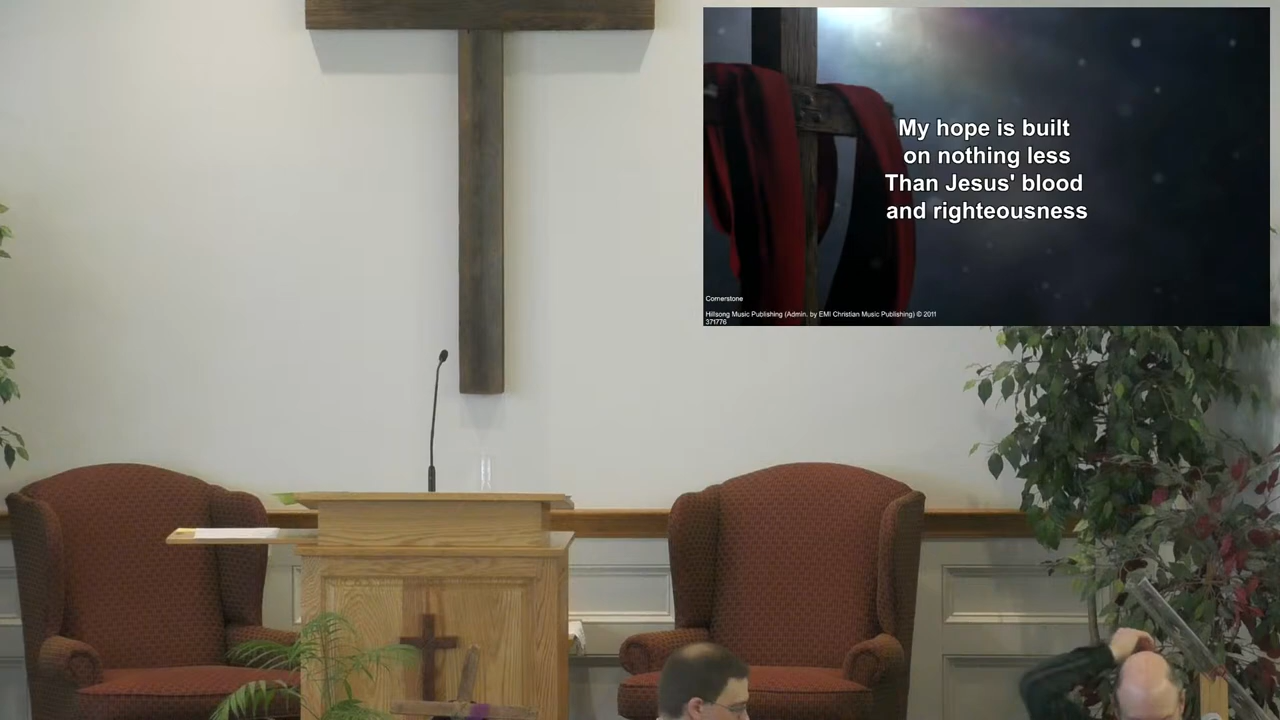 My hope is built
on nothing less
Than Jesus' blood
and righteousness
Cornerstone
Hillsong Music Publishing (Admin. by EMI Christian Music Publishing) © 2011
371776